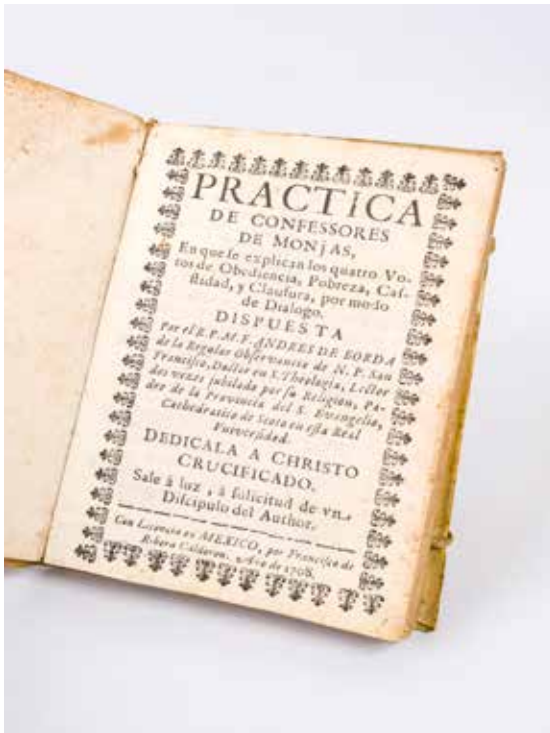 PRACTICA
DE CONFESSORES
DE MONjAS,
En que se explican los quatro Vo-
tos de Obediencia, Pobreza, Cas-
tidad, y Clausura, por modo
de Dialogo.
DISPUESTA
Por el R.P.M.F. ANDRES DE BORDA
de la Regular Observancia de N. P. San
Francisco, Doctor en S. Theologia, Lector
dos vezes jubilado por su Religion, Pa-
dre de la Provincia del S. Evangelio,
Cathedratico de Scoto en esta Real
Vniversidad.
DEDICALA A CHRISTO
CRUCIFICADO.
Sale à luz, à solicitud de vn
Discipulo del Author.
Con Licencia en MEXICO, por Francisco de
Ribera Calderon. Año de 1708.